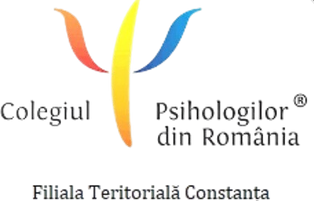 Colegiul Psihologilor®
din România
Filiala Teritorială Constanța